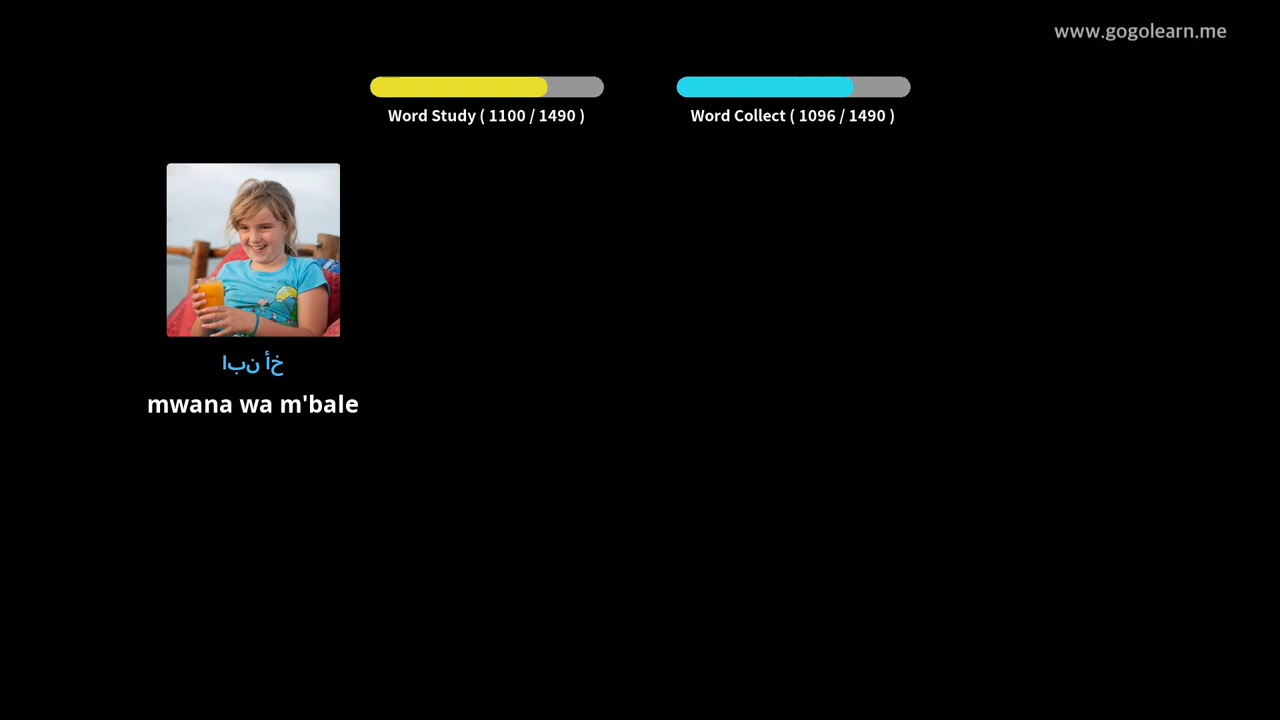 www.gogolearn.me
Word Study ( 1100 / 1490 )
Word Collect ( 1096 / 1490 )
ابن أخ
mwana wa m'bale